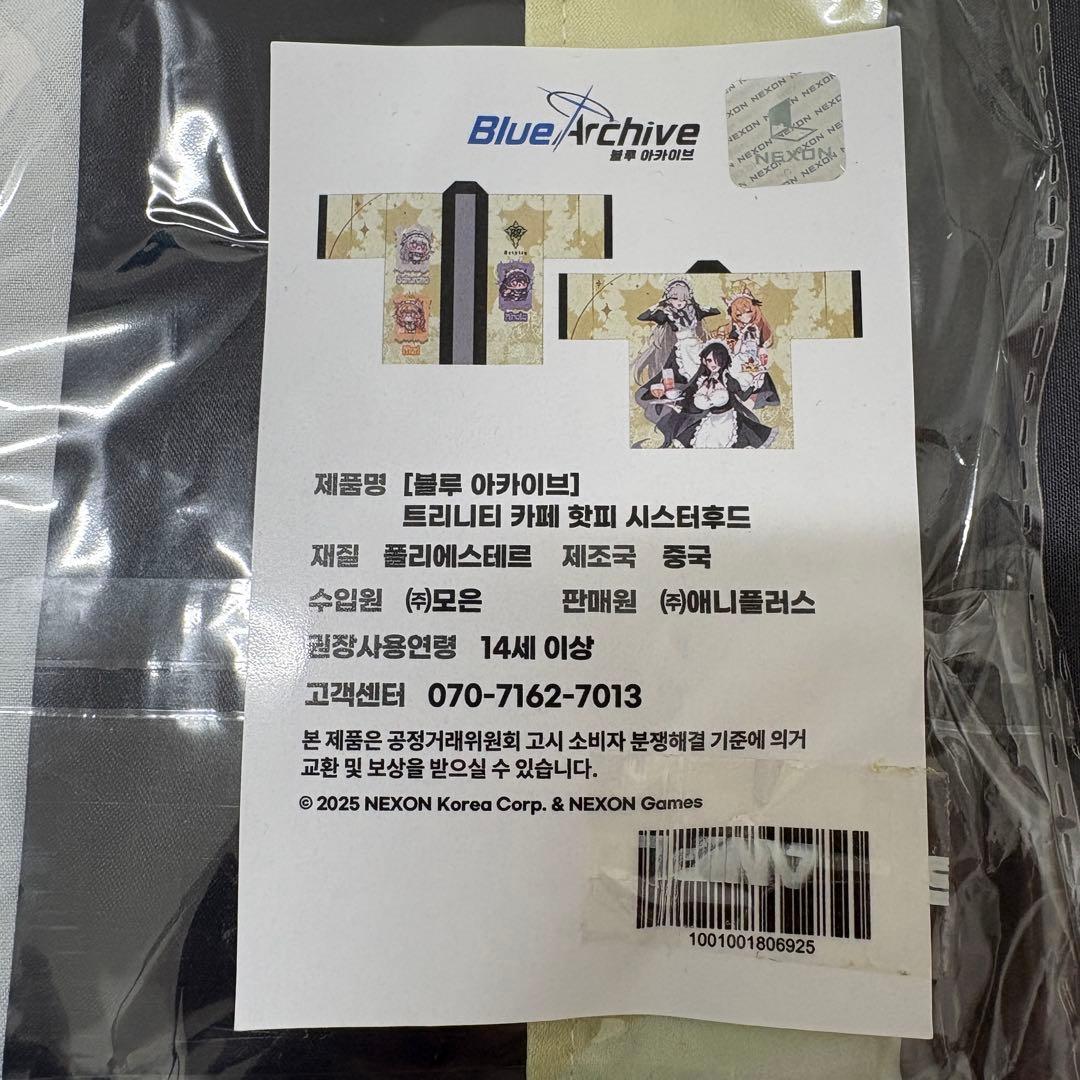 Blue Archive
블루 아카이브
NEXON
제품명 [블루 아카이브]
트리니티 카페 핫피 시스터후드
재질 폴리에스테르 제조국 중국
수입원 ㈜모은 판매원 ㈜애니플러스
권장사용연령 14세 이상
고객센터 070-7162-7013
본 제품은 공정거래위원회 고시 소비자 분쟁해결 기준에 의거
교환 및 보상을 받으실 수 있습니다.
© 2025 NEXON Korea Corp. & NEXON Games
1001001806925